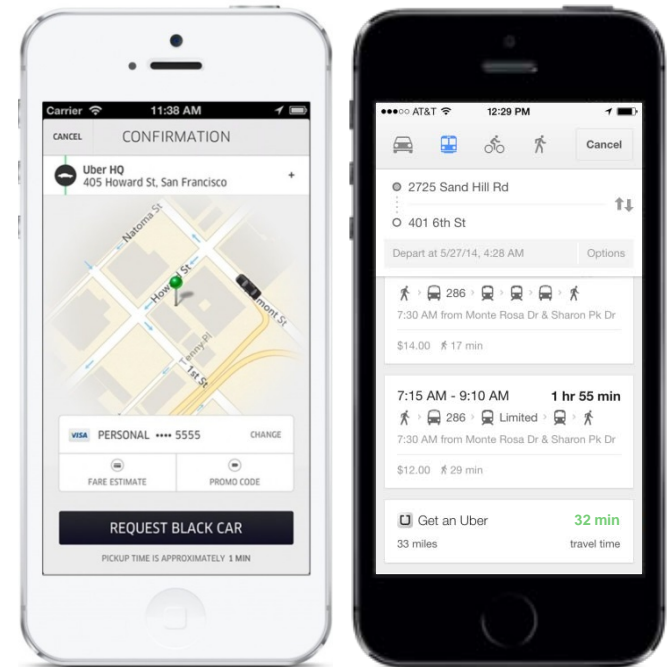 Carrier 11:38 AM
CANCEL CONFIRMATION
Uber HQ
405 Howard St, San Francisco +
Natoma St
Howard St
Tenny Pl
1st St
VISA PERSONAL •••• 5555 CHANGE
FARE ESTIMATE PROMO CODE
REQUEST BLACK CAR
PICKUP TIME IS APPROXIMATELY 1 MIN
AT&T 12:29 PM
Cancel
2725 Sand Hill Rd
401 6th St
Depart at 5/27/14, 4:28 AM Options
286
7:30 AM from Monte Rosa Dr & Sharon Pk Dr
$14.00 17 min
7:15 AM - 9:10 AM 1 hr 55 min
286 Limited
7:30 AM from Monte Rosa Dr & Sharon Pk Dr
$12.00 29 min
Get an Uber 32 min
33 miles travel time